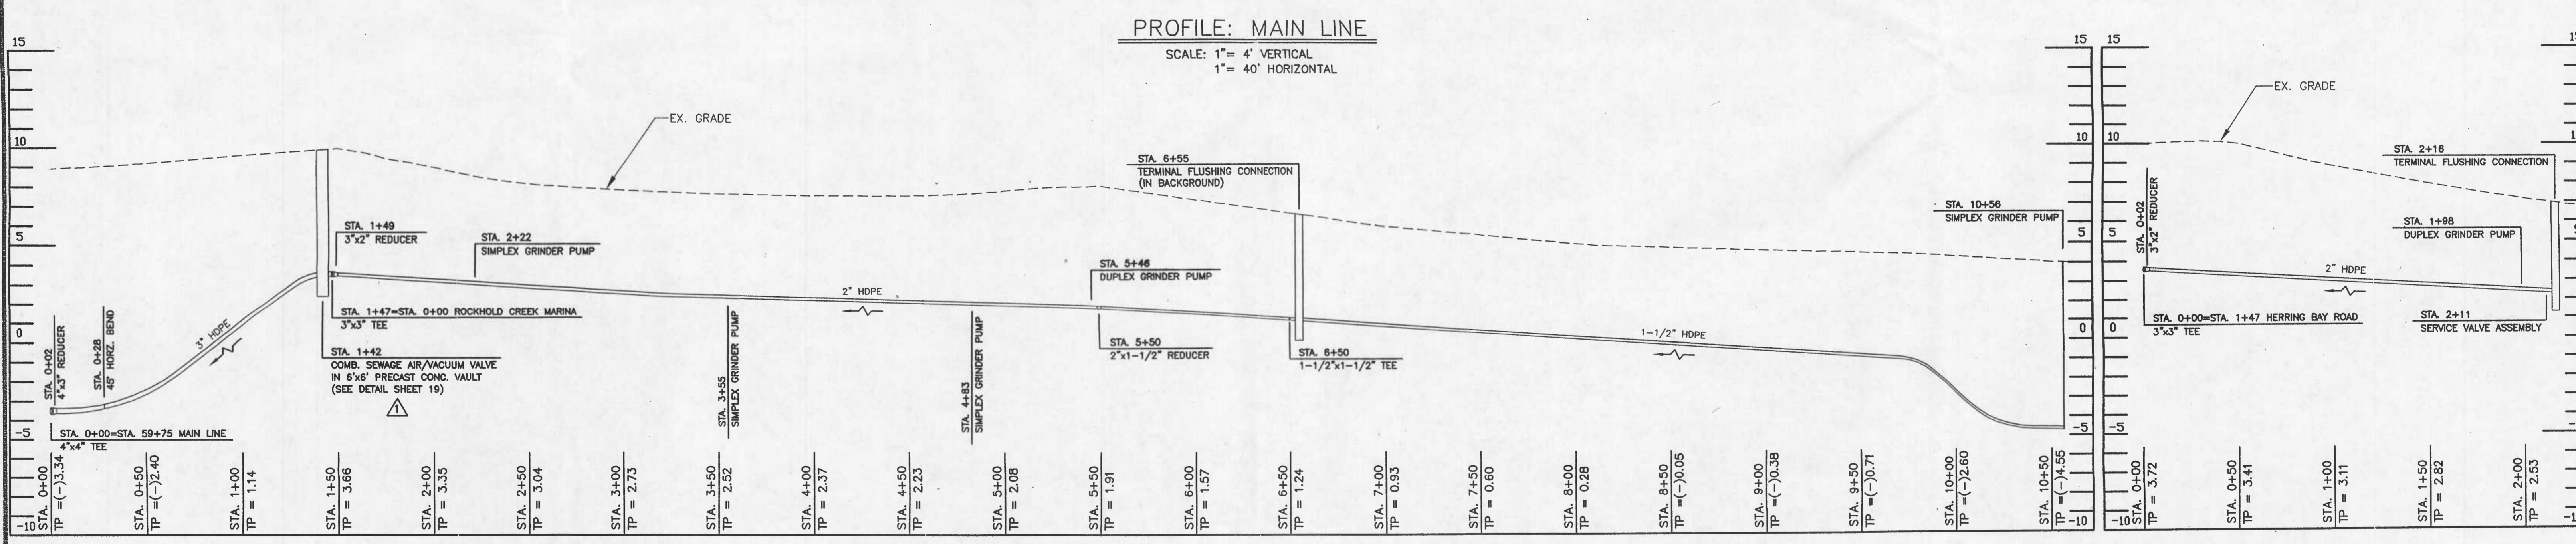 PROFILE: MAIN LINE
SCALE: 1"= 4' VERTICAL
1"= 40' HORIZONTAL
15
10
5
0
-5
-10
EX. GRADE
STA. 0+02
4"x3" REDUCER
STA. 0+28
45° HORZ. BEND
3" HDPE
STA. 0+00=STA. 59+75 MAIN LINE
4"x4" TEE
STA. 1+49
3"x2" REDUCER
STA. 1+47=STA. 0+00 ROCKHOLD CREEK MARINA
3"x3" TEE
STA. 1+42
COMB. SEWAGE AIR/VACUUM VALVE
IN 6'x6' PRECAST CONC. VAULT
(SEE DETAIL SHEET 19)
1
STA. 2+22
SIMPLEX GRINDER PUMP
STA. 3+55
SIMPLEX GRINDER PUMP
2" HDPE
STA. 4+83
SIMPLEX GRINDER PUMP
STA. 5+46
DUPLEX GRINDER PUMP
STA. 5+50
2"x1-1/2" REDUCER
STA. 6+55
TERMINAL FLUSHING CONNECTION
(IN BACKGROUND)
STA. 6+50
1-1/2"x1-1/2" TEE
1-1/2" HDPE
STA. 10+56
SIMPLEX GRINDER PUMP
STA. 0+00
TP =(-)3.34
STA. 0+50
TP =(-)2.40
STA. 1+00
TP = 1.14
STA. 1+50
TP = 3.66
STA. 2+00
TP = 3.35
STA. 2+50
TP = 3.04
STA. 3+00
TP = 2.73
STA. 3+50
TP = 2.52
STA. 4+00
TP = 2.37
STA. 4+50
TP = 2.23
STA. 5+00
TP = 2.08
STA. 5+50
TP = 1.91
STA. 6+00
TP = 1.57
STA. 6+50
TP = 1.24
STA. 7+00
TP = 0.93
STA. 7+50
TP = 0.60
STA. 8+00
TP = 0.28
STA. 8+50
TP =(-)0.05
STA. 9+00
TP =(-)0.38
STA. 9+50
TP =(-)0.71
STA. 10+00
TP =(-)2.60
STA. 10+50
TP =(-)4.55
15
10
5
0
-5
-10
15
10
5
0
-5
-10
EX. GRADE
STA. 0+02
3"x2" REDUCER
STA. 2+16
TERMINAL FLUSHING CONNECTION
STA. 1+98
DUPLEX GRINDER PUMP
2" HDPE
STA. 0+00=STA. 1+47 HERRING BAY ROAD
3"x3" TEE
STA. 2+11
SERVICE VALVE ASSEMBLY
STA. 0+00
TP = 3.72
STA. 0+50
TP = 3.41
STA. 1+00
TP = 3.11
STA. 1+50
TP = 2.82
STA. 2+00
TP = 2.53